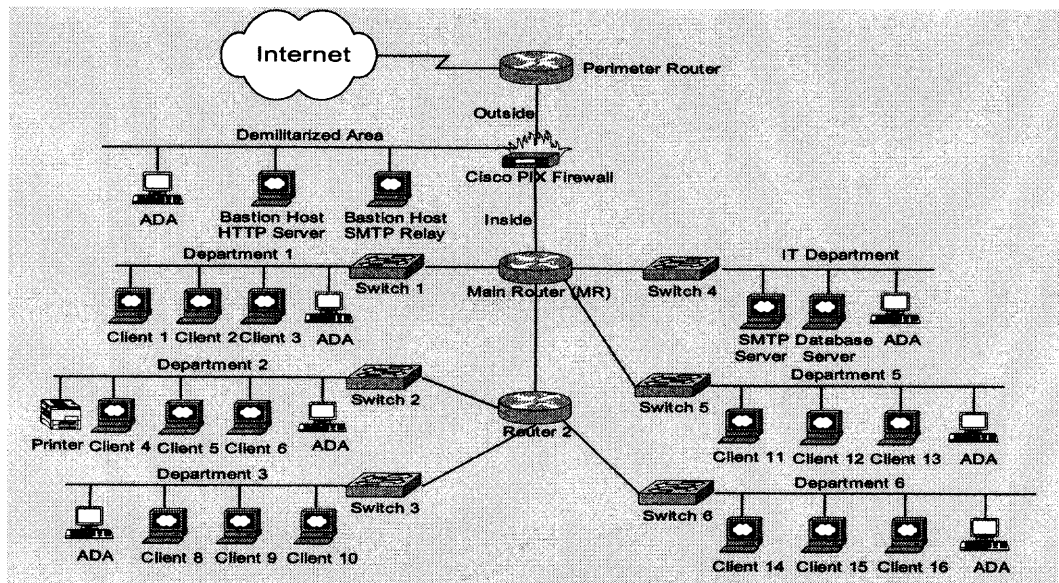 Internet
Perimeter Router
Outside
Demilitarized Area
Cisco PIX Firewall
ADA
Bastion Host
HTTP Server
Bastion Host
SMTP Relay
Inside
Department 1
IT Department
Switch 1
Main Router (MR)
Switch 4
Client 1
Client 2
Client 3
ADA
SMTP
Server
Database
Server
ADA
Department 2
Department 5
Switch 2
Switch 5
Router 2
Printer
Client 4
Client 5
Client 6
ADA
Client 11
Client 12
Client 13
ADA
Department 3
Department 6
Switch 3
Switch 6
ADA
Client 8
Client 9
Client 10
Client 14
Client 15
Client 16
ADA